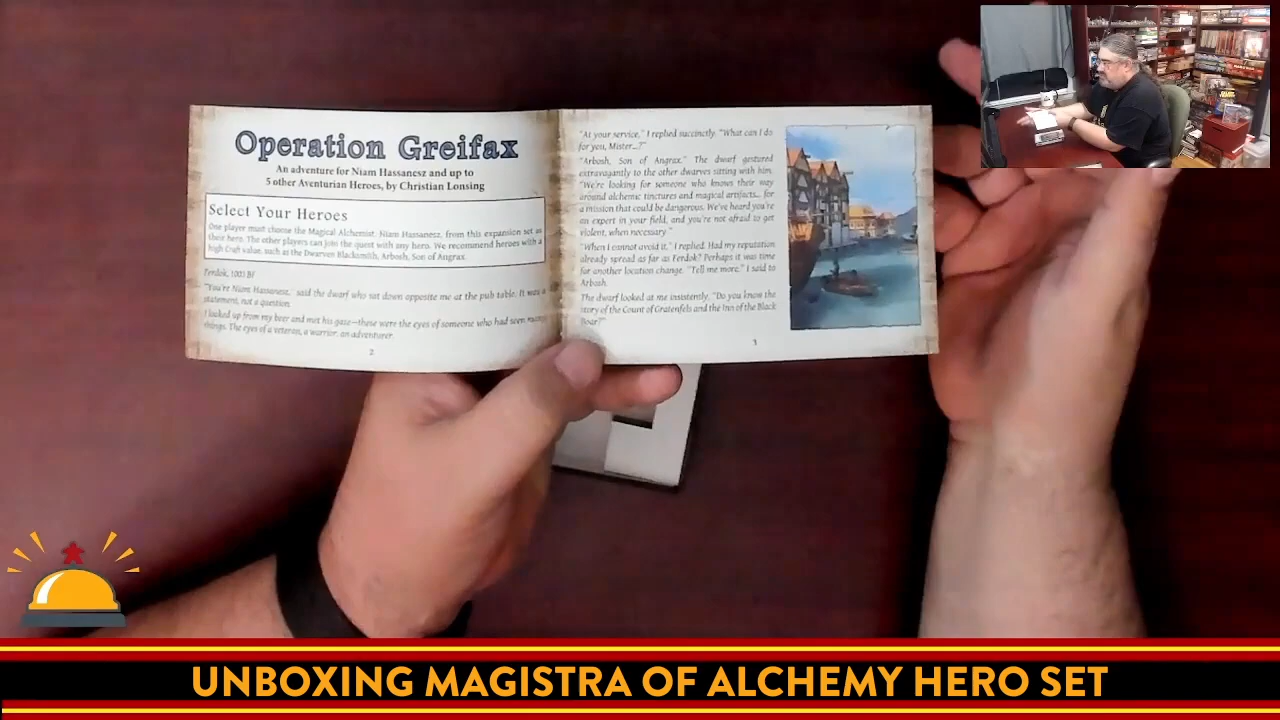 Operation Greifax
An adventure for Niam Hassanesz and up to
5 other Aventurian Heroes, by Christian Lonsing
Select Your Heroes
One player must choose the Magical Alchemist, Niam Hassanesz, from this expansion set as
their hero. The other players can join the quest with any hero. We recommend heroes with a
high Craft value, such as the Dwarven Blacksmith, Arbosh, Son of Angrax.
Ferdok, 1003 BF
"You're Niam Hassanesz," said the dwarf who sat down opposite me at the pub table. It was a
statement, not a question.
I looked up from my beer and met his gaze—these were the eyes of someone who had seen many
things. The eyes of a veteran, a warrior, an adventurer.
2
"At your service," I replied succinctly. "What can I do
for you, Mister...?"
"Arbosh, Son of Angrax." The dwarf gestured
extravagantly to the other dwarves sitting with him.
"We're looking for someone who knows their way
around alchemic tinctures and magical artifacts... for
a mission that could be dangerous. We've heard you're
an expert in your field, and you're not afraid to get
violent, when necessary."
"When I cannot avoid it," I replied. Had my reputation
already spread as far as Ferdok? Perhaps it was time
for another location change. "Tell me more," I said to
Arbosh.
The dwarf looked at me insistently. "Do you know the
story of the Count of Gratenfels and the Inn of the Black
Boar?"
3
UNBOXING MAGISTRA OF ALCHEMY HERO SET